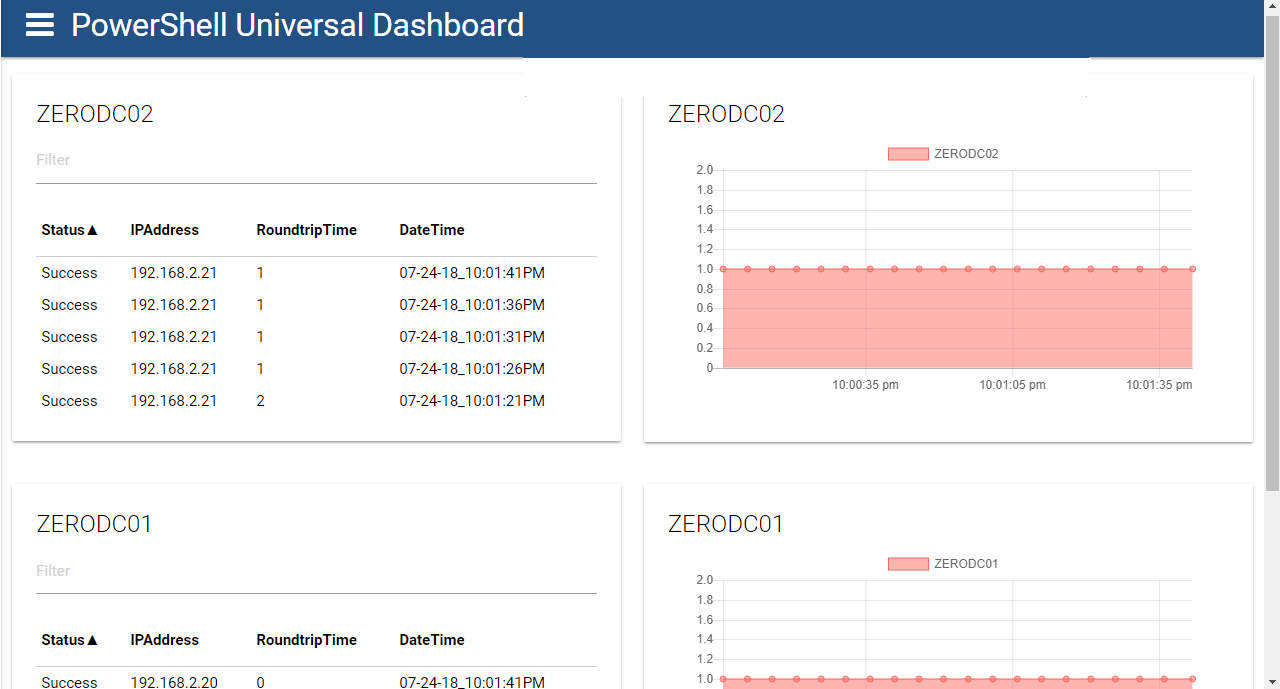 PowerShell Universal Dashboard
ZERODC02
Filter
Status▲ IPAddress RoundtripTime DateTime
Success 192.168.2.21 1 07-24-18_10:01:41PM
Success 192.168.2.21 1 07-24-18_10:01:36PM
Success 192.168.2.21 1 07-24-18_10:01:31PM
Success 192.168.2.21 1 07-24-18_10:01:26PM
Success 192.168.2.21 2 07-24-18_10:01:21PM
ZERODC02
ZERODC02
2.0
1.8
1.6
1.4
1.2
1.0
0.8
0.6
0.4
0.2
0
10:00:35 pm 10:01:05 pm 10:01:35 pm
ZERODC01
Filter
Status▲ IPAddress RoundtripTime DateTime
Success 192.168.2.20 0 07-24-18_10:01:41PM
ZERODC01
ZERODC01
2.0
1.8
1.6
1.4
1.2
1.0